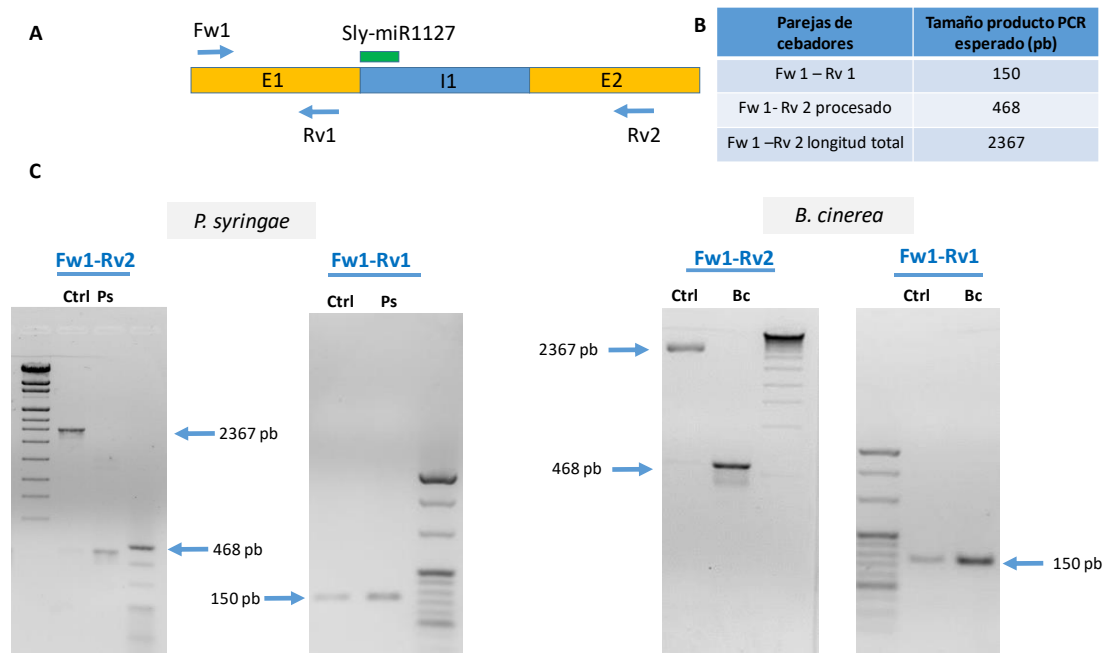 A
Fw1
Sly-miR1127
E1
I1
E2
Rv1
Rv2
B
Parejas de cebadores
Tamaño producto PCR esperado (pb)
Fw 1 – Rv 1
150
Fw 1- Rv 2 procesado
468
Fw 1 –Rv 2 longitud total
2367
C
P. syringae
B. cinerea
Fw1-Rv2
Ctrl Ps
2367 pb
468 pb
Fw1-Rv1
Ctrl Ps
150 pb
Fw1-Rv2
Ctrl Bc
2367 pb
468 pb
Fw1-Rv1
Ctrl Bc
150 pb